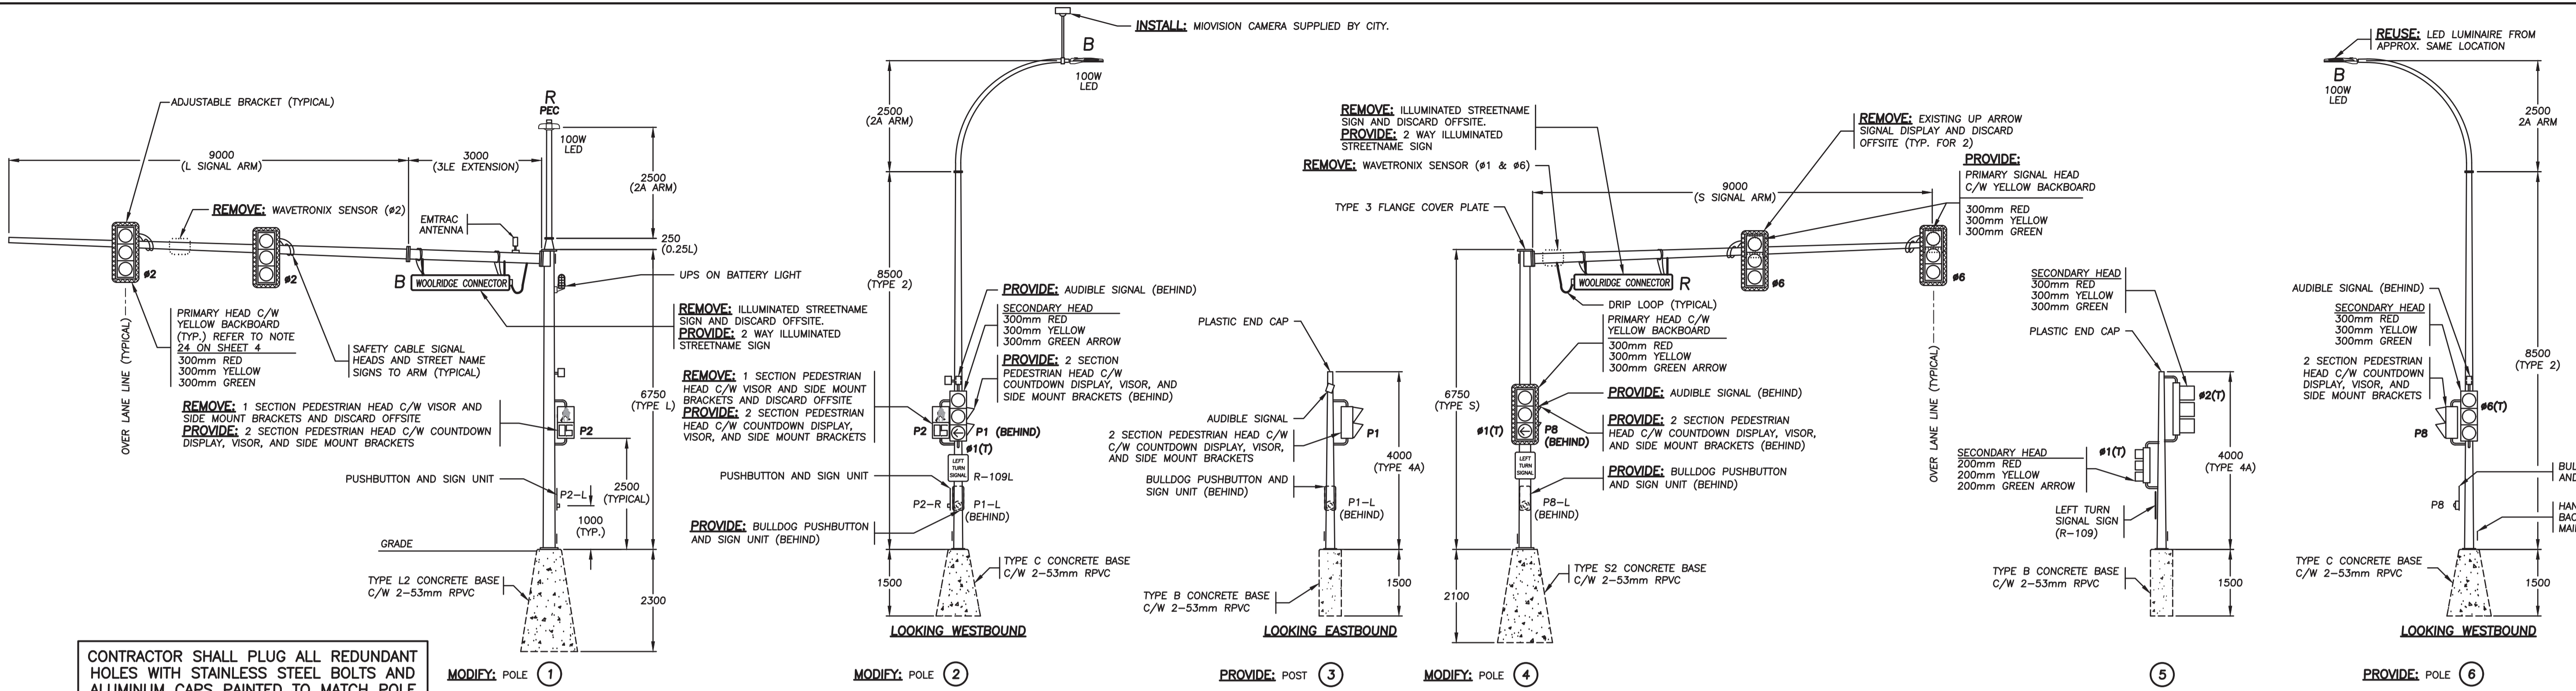 ADJUSTABLE BRACKET (TYPICAL)
9000
(L SIGNAL ARM)
3000
(3LE EXTENSION)
R
PEC
100W
LED
2500
(2A ARM)
REMOVE: WAVETRONIX SENSOR (ø2)
EMTRAC
ANTENNA
250
(0.25L)
ø2
ø2
B
WOOLRIDGE CONNECTOR
UPS ON BATTERY LIGHT
REMOVE: ILLUMINATED STREETNAME
SIGN AND DISCARD OFFSITE.
PROVIDE: 2 WAY ILLUMINATED
STREETNAME SIGN
OVER LANE LINE (TYPICAL)
PRIMARY HEAD C/W
YELLOW BACKBOARD
(TYP.) REFER TO NOTE
24 ON SHEET 4
300mm RED
300mm YELLOW
300mm GREEN
SAFETY CABLE SIGNAL
HEADS AND STREET NAME
SIGNS TO ARM (TYPICAL)
6750
(TYPE L)
REMOVE: 1 SECTION PEDESTRIAN HEAD C/W VISOR AND
SIDE MOUNT BRACKETS AND DISCARD OFFSITE
PROVIDE: 2 SECTION PEDESTRIAN HEAD C/W COUNTDOWN
DISPLAY, VISOR, AND SIDE MOUNT BRACKETS
P2
PUSHBUTTON AND SIGN UNIT
P2-L
2500
(TYPICAL)
1000
(TYP.)
GRADE
TYPE L2 CONCRETE BASE
C/W 2-53mm RPVC
2300
CONTRACTOR SHALL PLUG ALL REDUNDANT
HOLES WITH STAINLESS STEEL BOLTS AND
ALUMINUM CAPS PAINTED TO MATCH POLE
MODIFY: POLE 1
INSTALL: MIOVISION CAMERA SUPPLIED BY CITY.
B
100W
LED
2500
(2A ARM)
8500
(TYPE 2)
PROVIDE: AUDIBLE SIGNAL (BEHIND)
SECONDARY HEAD
300mm RED
300mm YELLOW
300mm GREEN ARROW
PROVIDE: 2 SECTION
PEDESTRIAN HEAD C/W
COUNTDOWN DISPLAY, VISOR, AND
SIDE MOUNT BRACKETS (BEHIND)
REMOVE: 1 SECTION PEDESTRIAN
HEAD C/W VISOR AND SIDE MOUNT
BRACKETS AND DISCARD OFFSITE
PROVIDE: 2 SECTION PEDESTRIAN
HEAD C/W COUNTDOWN DISPLAY,
VISOR, AND SIDE MOUNT BRACKETS
P2
P1 (BEHIND)
ø1(T)
LEFT
TURN
SIGNAL
R-109L
PUSHBUTTON AND SIGN UNIT
P2-R
P1-L
(BEHIND)
PROVIDE: BULLDOG PUSHBUTTON
AND SIGN UNIT (BEHIND)
TYPE C CONCRETE BASE
C/W 2-53mm RPVC
1500
LOOKING WESTBOUND
MODIFY: POLE 2
PLASTIC END CAP
AUDIBLE SIGNAL
2 SECTION PEDESTRIAN HEAD C/W
C/W COUNTDOWN DISPLAY, VISOR,
AND SIDE MOUNT BRACKETS
P1
BULLDOG PUSHBUTTON AND
SIGN UNIT (BEHIND)
P1-L
(BEHIND)
4000
(TYPE 4A)
TYPE B CONCRETE BASE
C/W 2-53mm RPVC
1500
LOOKING EASTBOUND
PROVIDE: POST 3
REMOVE: ILLUMINATED STREETNAME
SIGN AND DISCARD OFFSITE.
PROVIDE: 2 WAY ILLUMINATED
STREETNAME SIGN
REMOVE: WAVETRONIX SENSOR (ø1 & ø6)
TYPE 3 FLANGE COVER PLATE
9000
(S SIGNAL ARM)
REMOVE: EXISTING UP ARROW
SIGNAL DISPLAY AND DISCARD
OFFSITE (TYP. FOR 2)
PROVIDE:
PRIMARY SIGNAL HEAD
C/W YELLOW BACKBOARD
300mm RED
300mm YELLOW
300mm GREEN
WOOLRIDGE CONNECTOR
R
ø6
ø6
DRIP LOOP (TYPICAL)
PRIMARY HEAD C/W
YELLOW BACKBOARD
300mm RED
300mm YELLOW
300mm GREEN ARROW
6750
(TYPE S)
PROVIDE: AUDIBLE SIGNAL (BEHIND)
PROVIDE: 2 SECTION PEDESTRIAN
HEAD C/W COUNTDOWN DISPLAY, VISOR,
AND SIDE MOUNT BRACKETS (BEHIND)
ø1(T)
P8
(BEHIND)
LEFT
TURN
SIGNAL
PROVIDE: BULLDOG PUSHBUTTON
AND SIGN UNIT (BEHIND)
P8-L
(BEHIND)
OVER LANE LINE (TYPICAL)
TYPE S2 CONCRETE BASE
C/W 2-53mm RPVC
2100
MODIFY: POLE 4
SECONDARY HEAD
300mm RED
300mm YELLOW
300mm GREEN
PLASTIC END CAP
ø2(T)
SECONDARY HEAD
200mm RED
200mm YELLOW
200mm GREEN ARROW
ø1(T)
4000
(TYPE 4A)
LEFT TURN
SIGNAL SIGN
(R-109)
TYPE B CONCRETE BASE
C/W 2-53mm RPVC
1500
5
REUSE: LED LUMINAIRE FROM
APPROX. SAME LOCATION
B
100W
LED
2500
2A ARM
AUDIBLE SIGNAL (BEHIND)
SECONDARY HEAD
300mm RED
300mm YELLOW
300mm GREEN
2 SECTION PEDESTRIAN
HEAD C/W COUNTDOWN
DISPLAY, VISOR, AND
SIDE MOUNT BRACKETS
8500
(TYPE 2)
ø6(T)
P8
P8
TYPE C CONCRETE BASE
C/W 2-53mm RPVC
1500
LOOKING WESTBOUND
PROVIDE: POLE 6